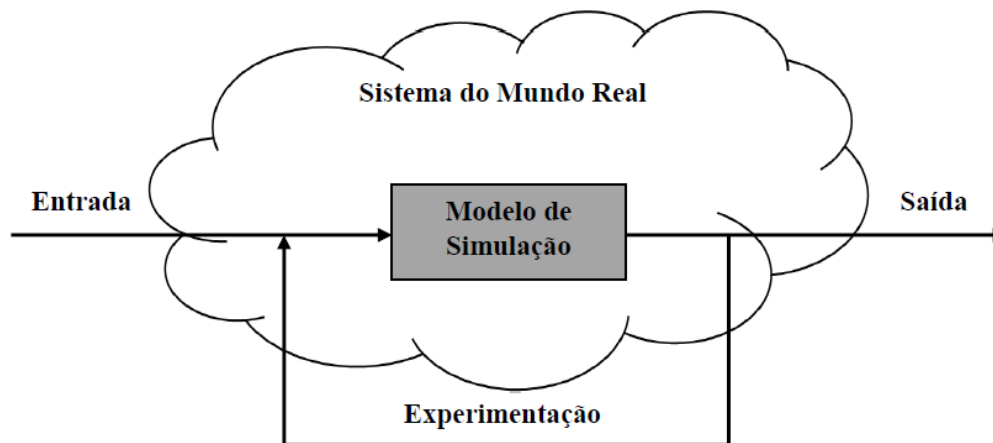 Sistema do Mundo Real
Entrada
Modelo de
Simulação
Saída
Experimentação